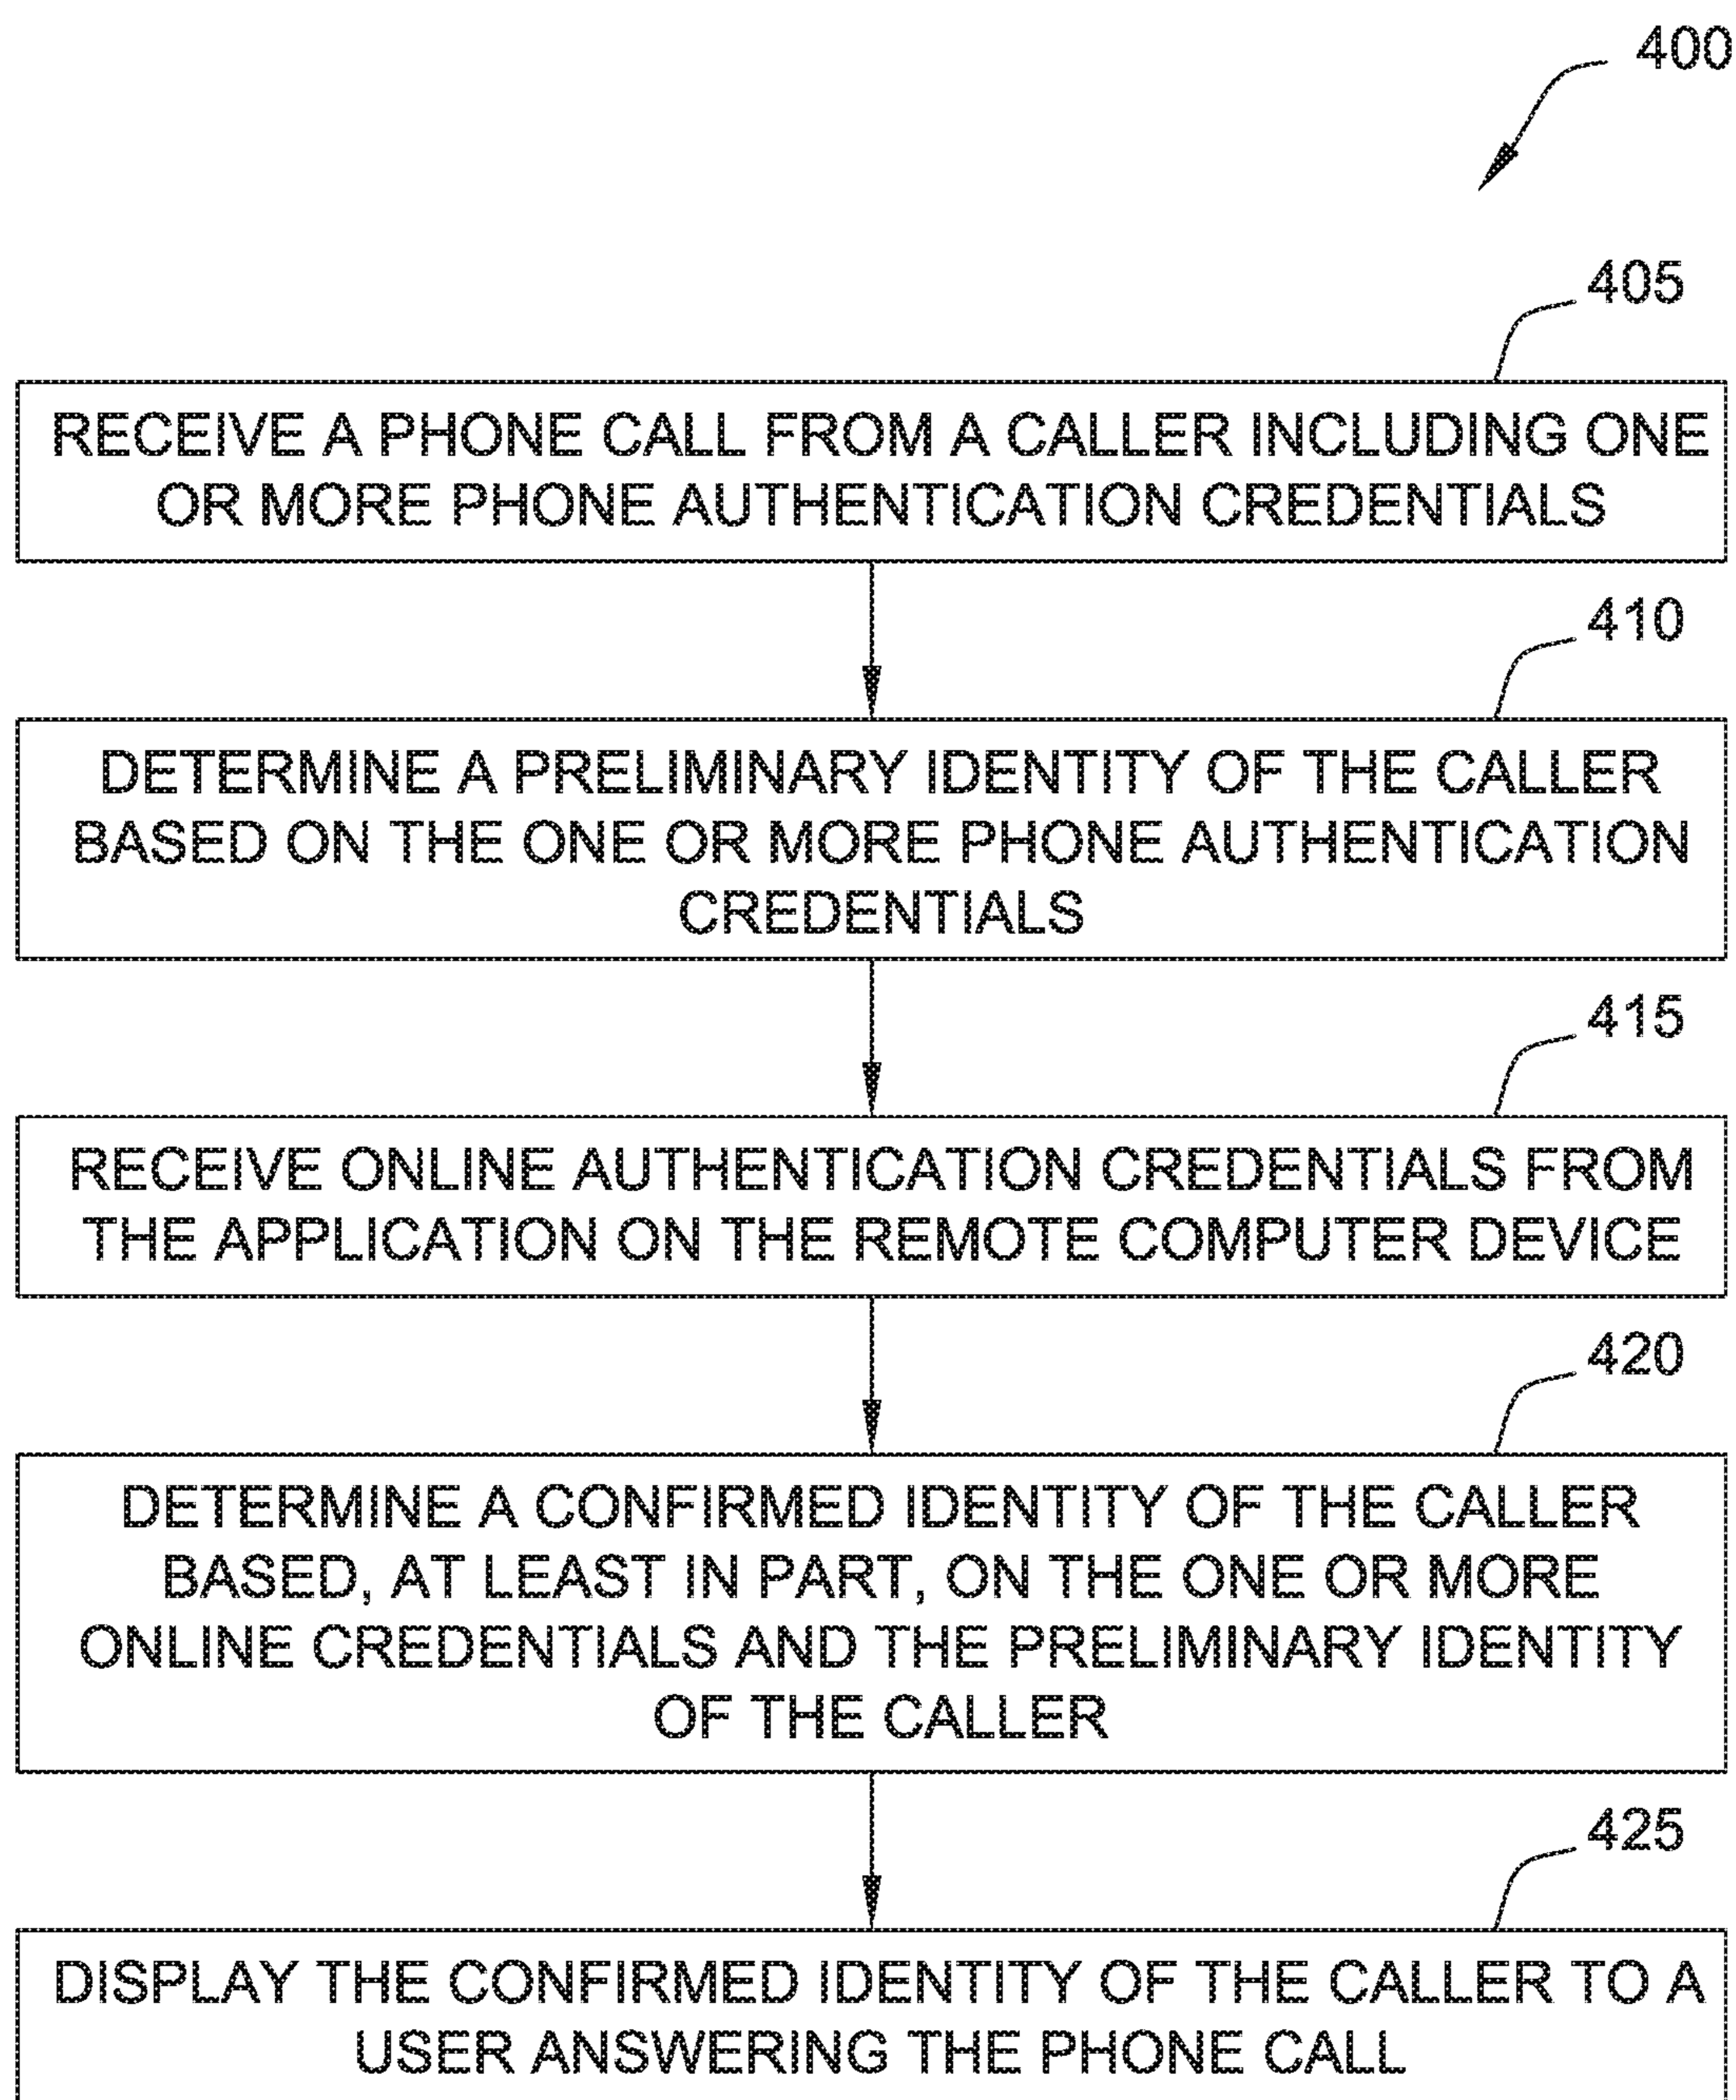 400
405
RECEIVE A PHONE CALL FROM A CALLER INCLUDING ONE
OR MORE PHONE AUTHENTICATION CREDENTIALS
410
DETERMINE A PRELIMINARY IDENTITY OF THE CALLER
BASED ON THE ONE OR MORE PHONE AUTHENTICATION
CREDENTIALS
415
RECEIVE ONLINE AUTHENTICATION CREDENTIALS FROM
THE APPLICATION ON THE REMOTE COMPUTER DEVICE
420
DETERMINE A CONFIRMED IDENTITY OF THE CALLER
BASED, AT LEAST IN PART, ON THE ONE OR MORE
ONLINE CREDENTIALS AND THE PRELIMINARY IDENTITY
OF THE CALLER
425
DISPLAY THE CONFIRMED IDENTITY OF THE CALLER TO A
USER ANSWERING THE PHONE CALL